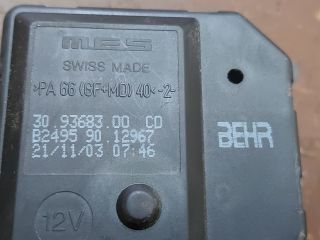 MES
SWISS MADE
>PA 66 (GF+MD) 40<-2-
30.93683.00 CD
B2495 90.12967
BEHR
21/11/03 07:46
12V